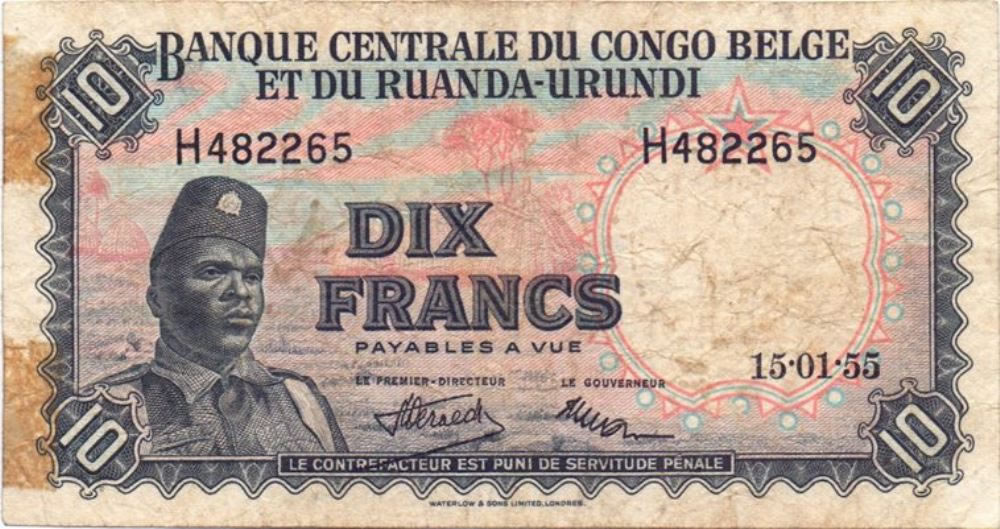 10 BANQUE CENTRALE DU CONGO BELGE 10
ET DU RUANDA-URUNDI
H482265 H482265
DIX
FRANCS
PAYABLES A VUE
15·01·55
LE PREMIER-DIRECTEUR LE GOUVERNEUR
10 10
LE CONTREFACTEUR EST PUNI DE SERVITUDE PÉNALE
WATERLOW & SONS LIMITED, LONDRES.